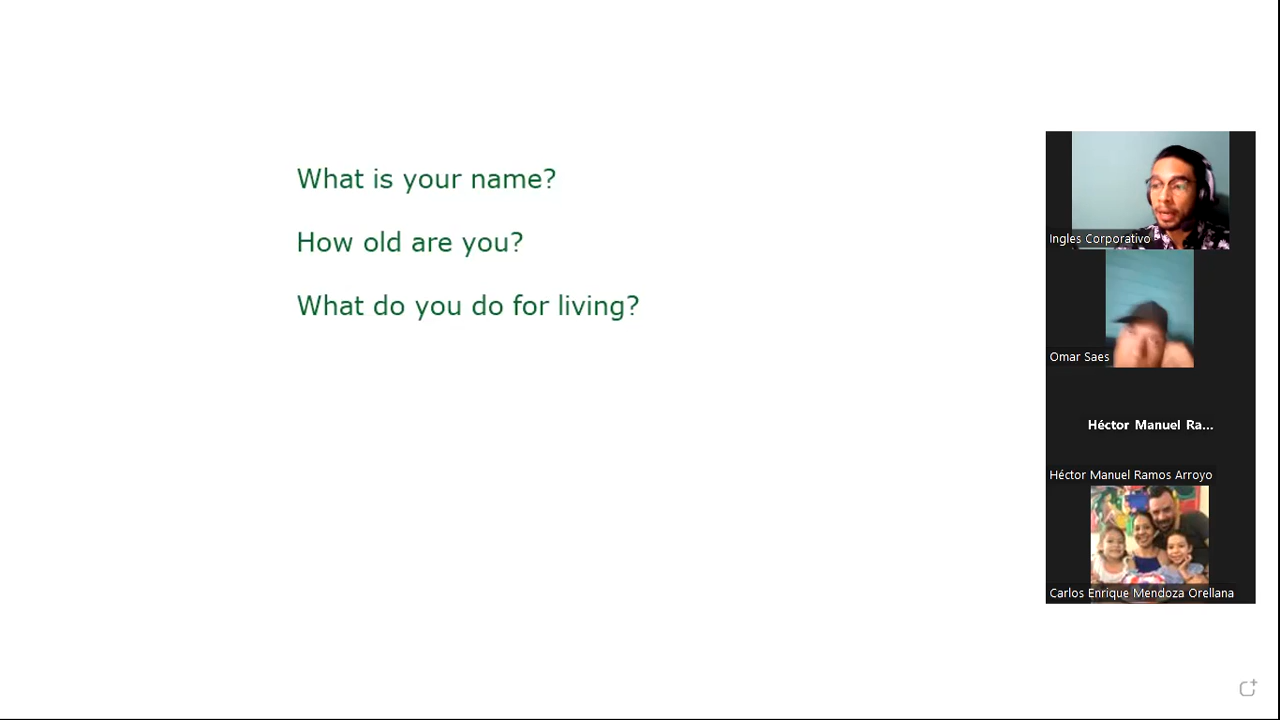 What is your name?
How old are you?
What do you do for living?
Ingles Corporativo
Omar Saes
Héctor Manuel Ra...
Héctor Manuel Ramos Arroyo
Carlos Enrique Mendoza Orellana